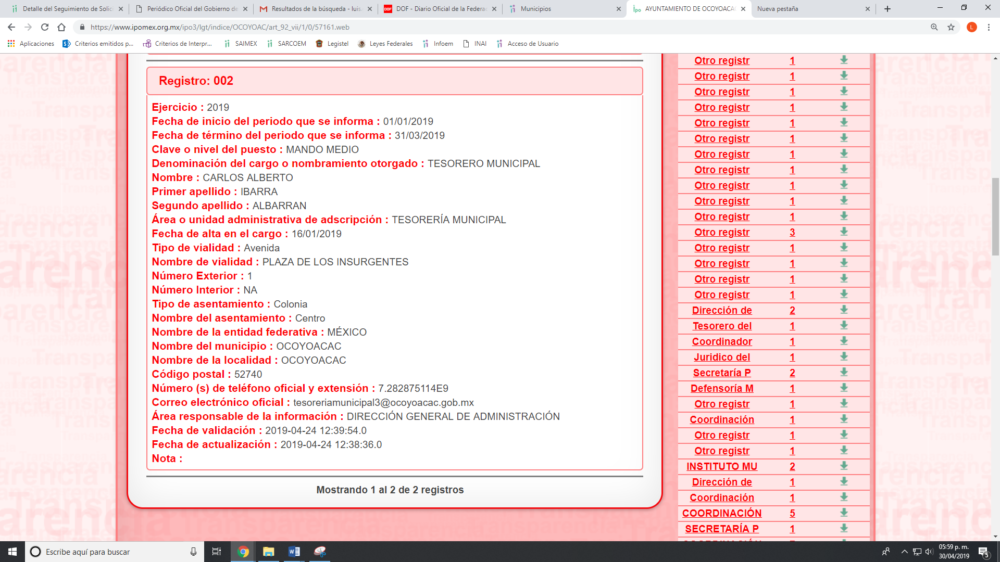 Detalle del Seguimiento de Solici
Periódico Oficial del Gobierno de
Resultados de la búsqueda - luis.
DOF - Diario Oficial de la Federac
Municipios
AYUNTAMIENTO DE OCOYOACA
Nueva pestaña
https://www.ipomex.org.mx/ipo3/lgt/indice/OCOYOAC/art_92_vii/1/0/57161.web
L
Aplicaciones
Criterios emitidos p...
Criterios de Interpr...
SAIMEX
SARCOEM
Legistel
Leyes Federales
Infoem
INAI
Acceso de Usuario
Registro: 002
Ejercicio : 2019
Fecha de inicio del periodo que se informa : 01/01/2019
Fecha de término del periodo que se informa : 31/03/2019
Clave o nivel del puesto : MANDO MEDIO
Denominación del cargo o nombramiento otorgado : TESORERO MUNICIPAL
Nombre : CARLOS ALBERTO
Primer apellido : IBARRA
Segundo apellido : ALBARRAN
Área o unidad administrativa de adscripción : TESORERÍA MUNICIPAL
Fecha de alta en el cargo : 16/01/2019
Tipo de vialidad : Avenida
Nombre de vialidad : PLAZA DE LOS INSURGENTES
Número Exterior : 1
Número Interior : NA
Tipo de asentamiento : Colonia
Nombre del asentamiento : Centro
Nombre de la entidad federativa : MÉXICO
Nombre del municipio : OCOYOACAC
Nombre de la localidad : OCOYOACAC
Código postal : 52740
Número (s) de teléfono oficial y extensión : 7.282875114E9
Correo electrónico oficial : tesoreriamunicipal3@ocoyoacac.gob.mx
Área responsable de la información : DIRECCIÓN GENERAL DE ADMINISTRACIÓN
Fecha de validación : 2019-04-24 12:39:54.0
Fecha de actualización : 2019-04-24 12:38:36.0
Nota :
Mostrando 1 al 2 de 2 registros
Otro registr 1
Otro registr 1
Otro registr 1
Otro registr 1
Otro registr 1
Otro registr 1
Otro registr 1
Otro registr 1
Otro registr 1
Otro registr 1
Otro registr 1
Otro registr 3
Otro registr 1
Otro registr 1
Otro registr 1
Otro registr 1
Dirección de 2
Tesorero del 1
Coordinador 1
Juridico del 1
Secretaría P 2
Defensoría M 1
Otro registr 1
Coordinación 1
Otro registr 1
Otro registr 1
INSTITUTO MU 2
Dirección de 1
Coordinación 1
COORDINACIÓN 5
SECRETARÍA P 1
Escribe aquí para buscar
05:59 p. m.
30/04/2019
5